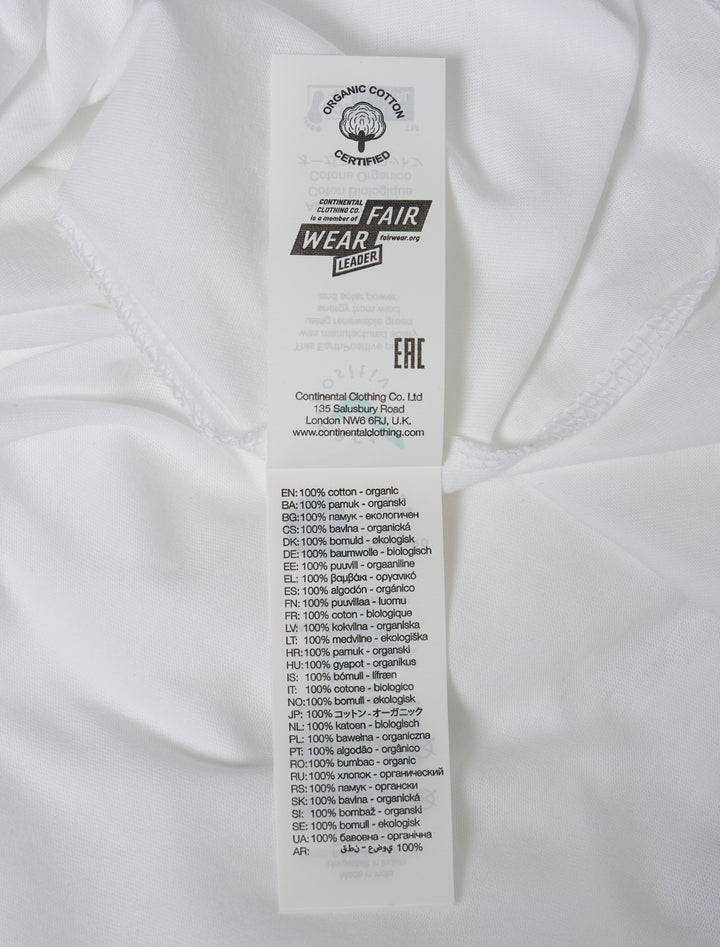 ORGANIC COTTON
CERTIFIED
CONTINENTAL
CLOTHING CO.
is a member of
FAIR
WEAR
fairwear.org
LEADER
EAC
Continental Clothing Co. Ltd
135 Salusbury Road
London NW6 6RJ, U.K.
www.continentalclothing.com
EN: 100% cotton - organic
BA: 100% pamuk - organski
BG: 100% памук - екологичен
CS: 100% bavlna - organická
DK: 100% bomuld - økologisk
DE: 100% baumwolle - biologisch
EE: 100% puuvill - orgaaniline
EL: 100% βαμβάκι - οργανικό
ES: 100% algodón - orgánico
FN: 100% puuvillaa - luomu
FR: 100% coton - biologique
LV: 100% kokvilna - organiska
LT: 100% medvilne - ekologiška
HR: 100% pamuk - organski
HU: 100% gyapot - organikus
IS: 100% bómull - lífræn
IT: 100% cotone - biologico
NO: 100% bomull - økologisk
JP: 100% コットン - オーガニック
NL: 100% katoen - biologisch
PL: 100% bawełna - organiczna
PT: 100% algodão - orgânico
RO: 100% bumbac - organic
RU: 100% хлопок - органический
RS: 100% памук - органски
SK: 100% bavlna - organická
SI: 100% bombaž - organski
SE: 100% bomull - ekologisk
UA: 100% бавовна - органічна
AR: 100% قطن - عضوي